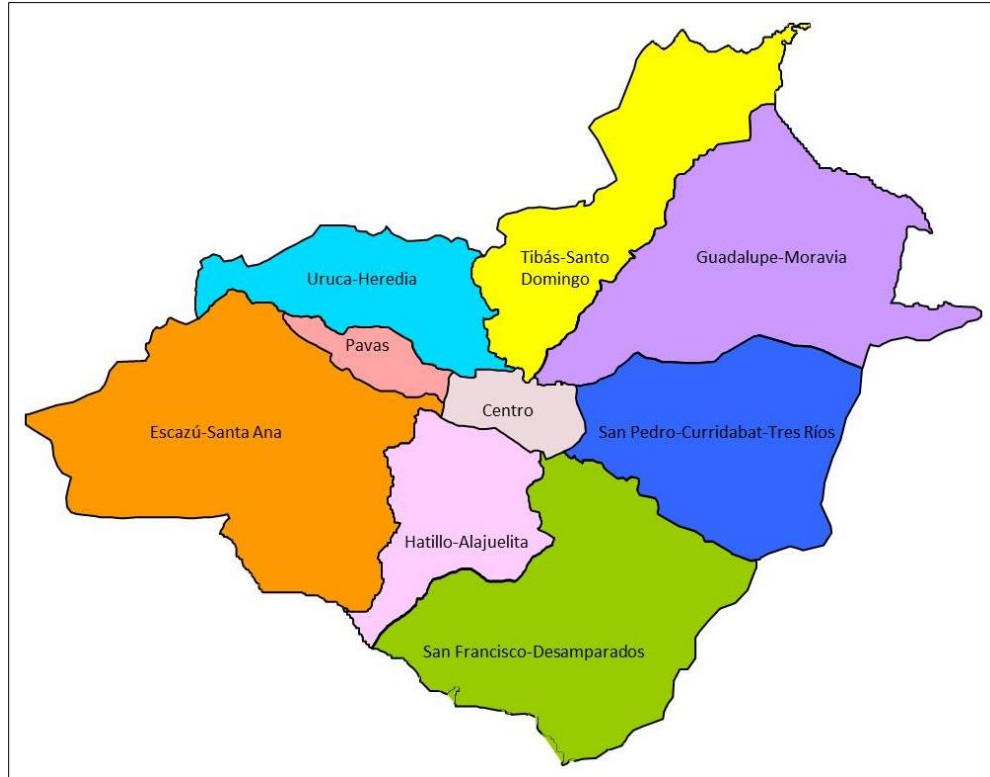 Tibás-Santo
Domingo
Guadalupe-Moravia
Uruca-Heredia
Pavas
Centro
Escazú-Santa Ana
San Pedro-Curridabat-Tres Ríos
Hatillo-Alajuelita
San Francisco-Desamparados